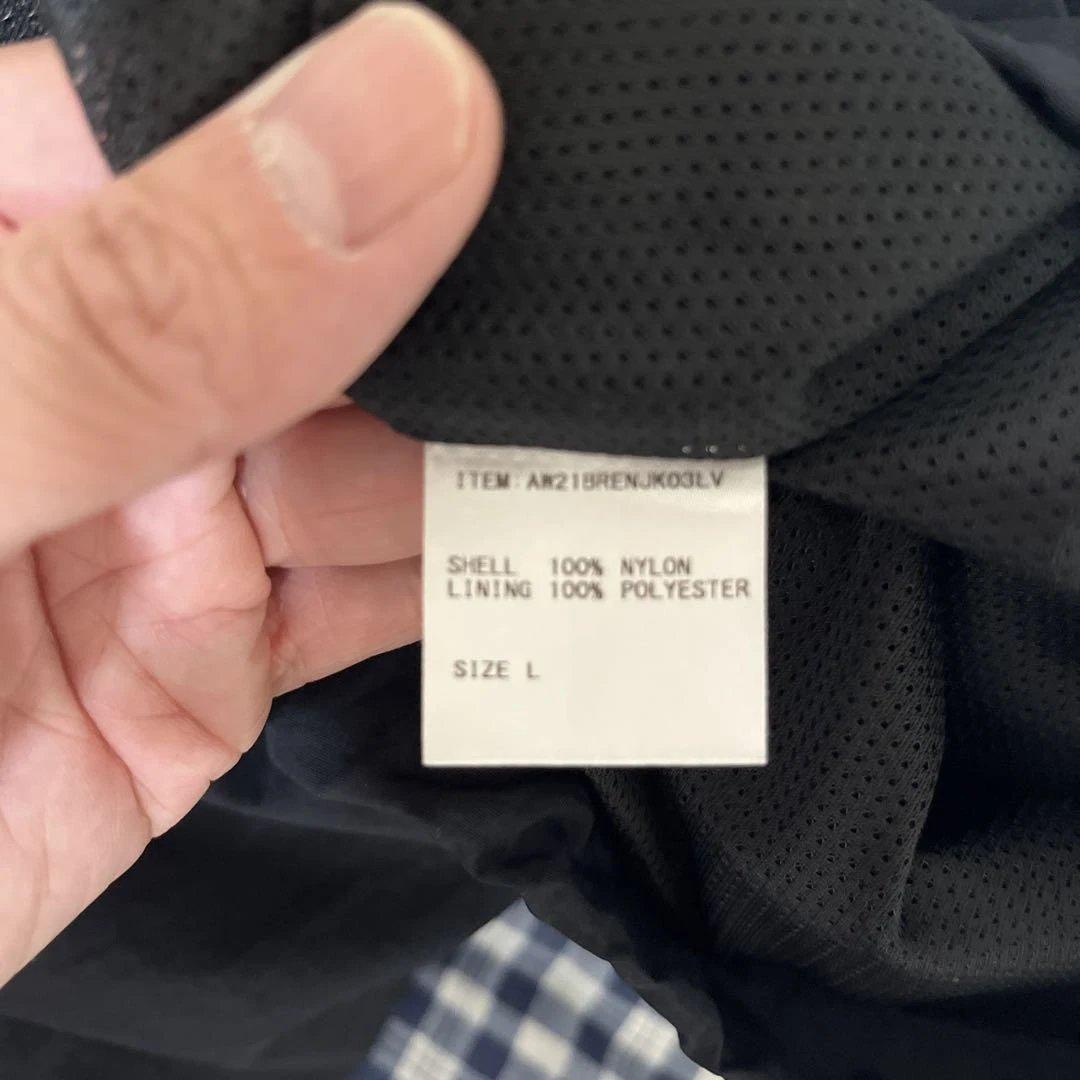 ITEM:AW21BRENJK03LV
SHELL 100% NYLON
LINING 100% POLYESTER
SIZE L